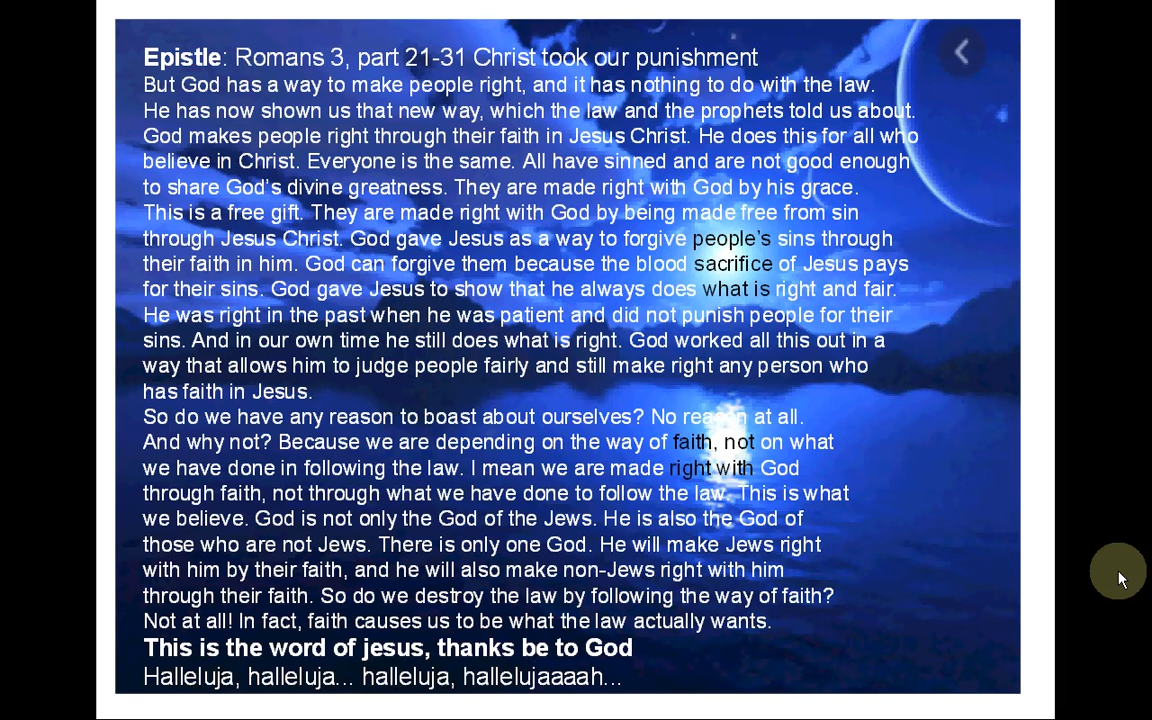 Epistle: Romans 3, part 21-31 Christ took our punishment
But God has a way to make people right, and it has nothing to do with the law.
He has now shown us that new way, which the law and the prophets told us about.
God makes people right through their faith in Jesus Christ. He does this for all who
believe in Christ. Everyone is the same. All have sinned and are not good enough
to share God's divine greatness. They are made right with God by his grace.
This is a free gift. They are made right with God by being made free from sin
through Jesus Christ. God gave Jesus as a way to forgive people's sins through
their faith in him. God can forgive them because the blood sacrifice of Jesus pays
for their sins. God gave Jesus to show that he always does what is right and fair.
He was right in the past when he was patient and did not punish people for their
sins. And in our own time he still does what is right. God worked all this out in a
way that allows him to judge people fairly and still make right any person who
has faith in Jesus.
So do we have any reason to boast about ourselves? No reason at all.
And why not? Because we are depending on the way of faith, not on what
we have done in following the law. I mean we are made right with God
through faith, not through what we have done to follow the law. This is what
we believe. God is not only the God of the Jews. He is also the God of
those who are not Jews. There is only one God. He will make Jews right
with him by their faith, and he will also make non-Jews right with him
through their faith. So do we destroy the law by following the way of faith?
Not at all! In fact, faith causes us to be what the law actually wants.
This is the word of jesus, thanks be to God
Halleluja, halleluja... halleluja, hallelujaaaah...